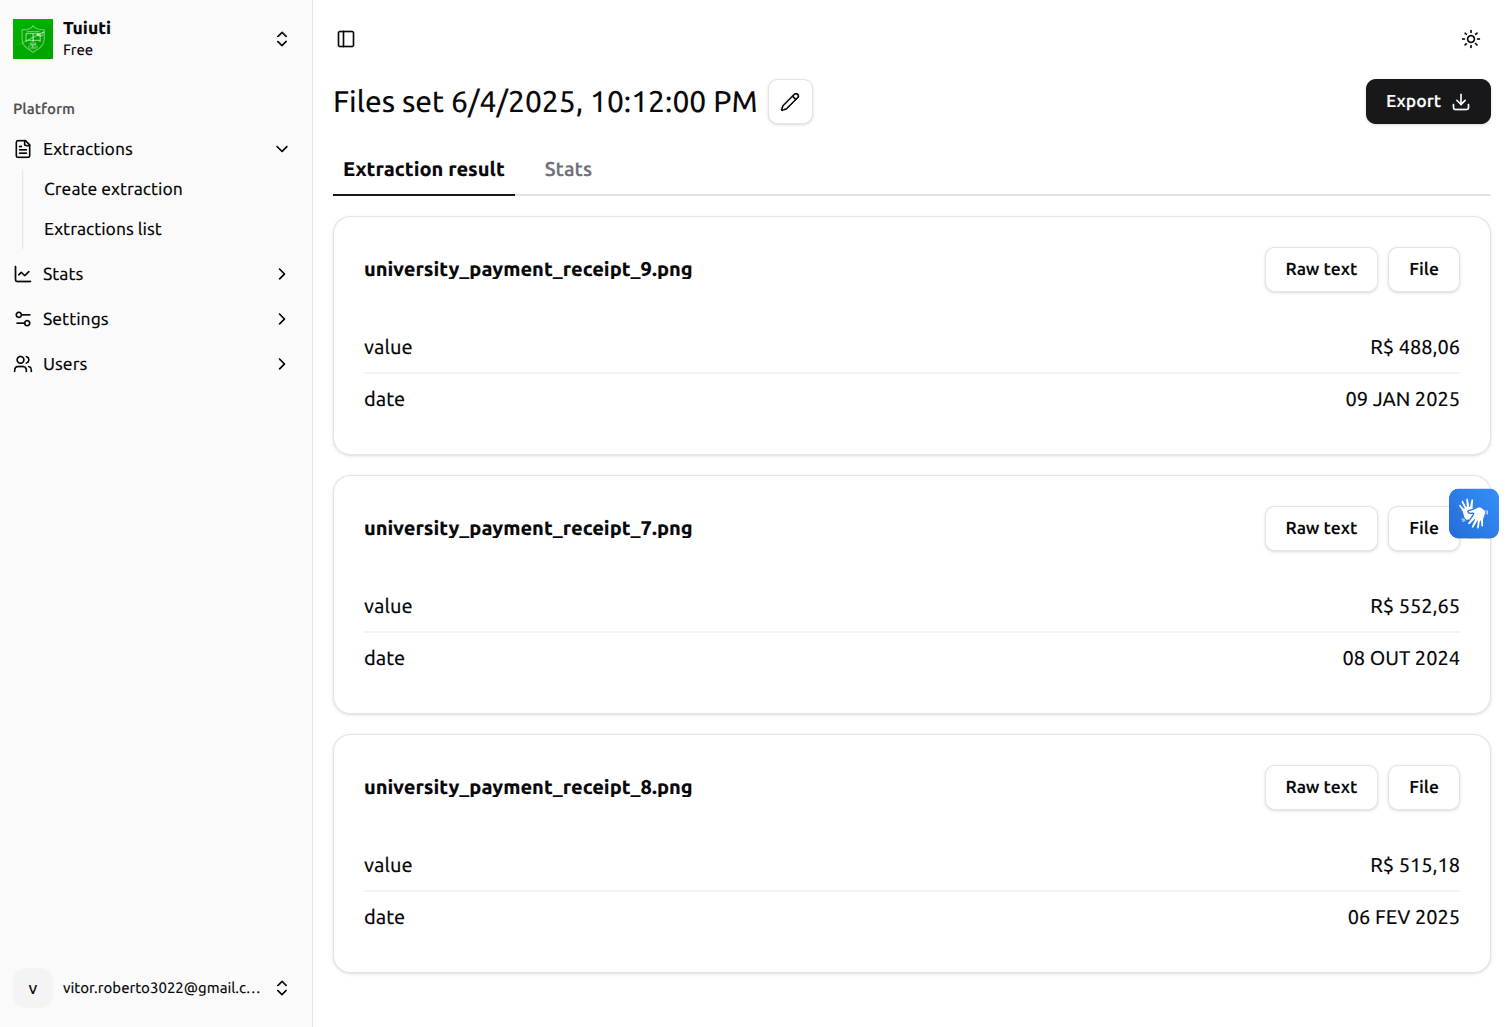 Tuiuti
Free
Platform
Extractions
Create extraction
Extractions list
Stats
Settings
Users
v
vitor.roberto3022@gmail.c...
Files set 6/4/2025, 10:12:00 PM
Export
Extraction result
Stats
university_payment_receipt_9.png
Raw text
File
value
R$ 488,06
date
09 JAN 2025
university_payment_receipt_7.png
Raw text
File
value
R$ 552,65
date
08 OUT 2024
university_payment_receipt_8.png
Raw text
File
value
R$ 515,18
date
06 FEV 2025